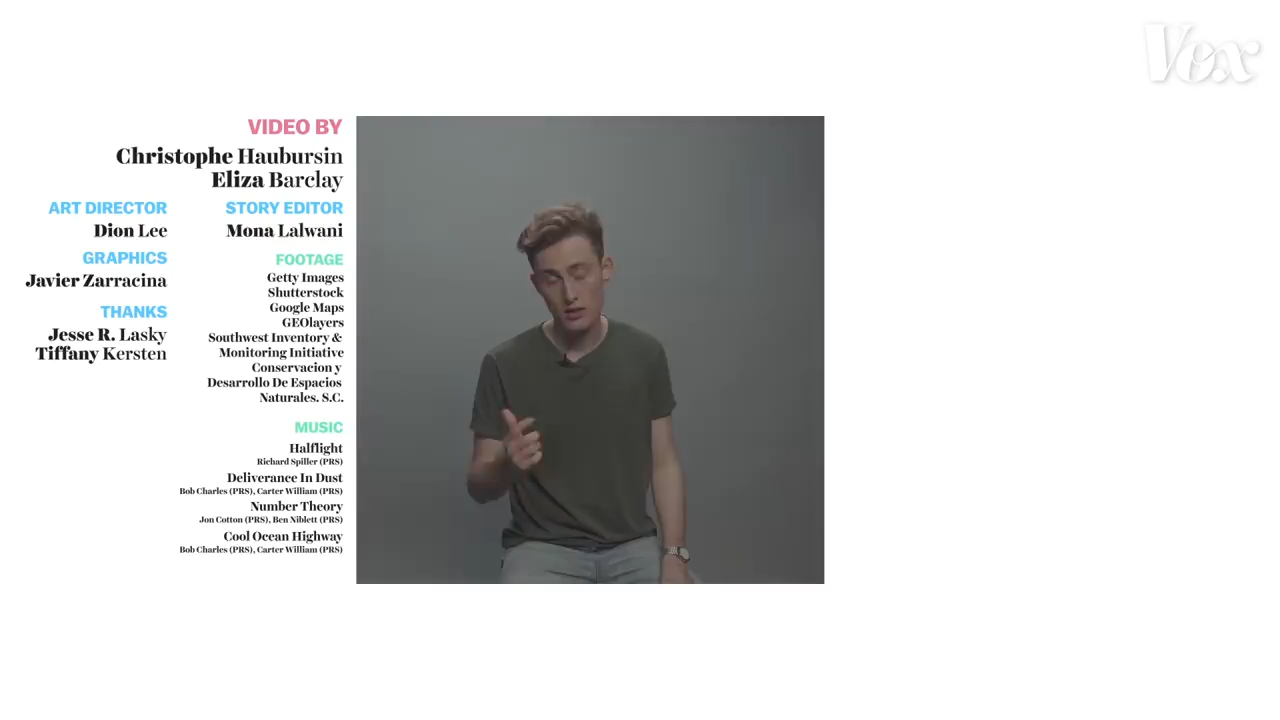 Vox
VIDEO BY
Christophe Haubursin
Eliza Barclay
ART DIRECTOR
Dion Lee
GRAPHICS
Javier Zarracina
THANKS
Jesse R. Lasky
Tiffany Kersten
STORY EDITOR
Mona Lalwani
FOOTAGE
Getty Images
Shutterstock
Google Maps
GEOlayers
Southwest Inventory &
Monitoring Initiative
Conservacion y
Desarrollo De Espacios
Naturales. S.C.
MUSIC
Halflight
Richard Spiller (PRS)
Deliverance In Dust
Bob Charles (PRS), Carter William (PRS)
Number Theory
Jon Cotton (PRS), Ben Niblett (PRS)
Cool Ocean Highway
Bob Charles (PRS), Carter William (PRS)